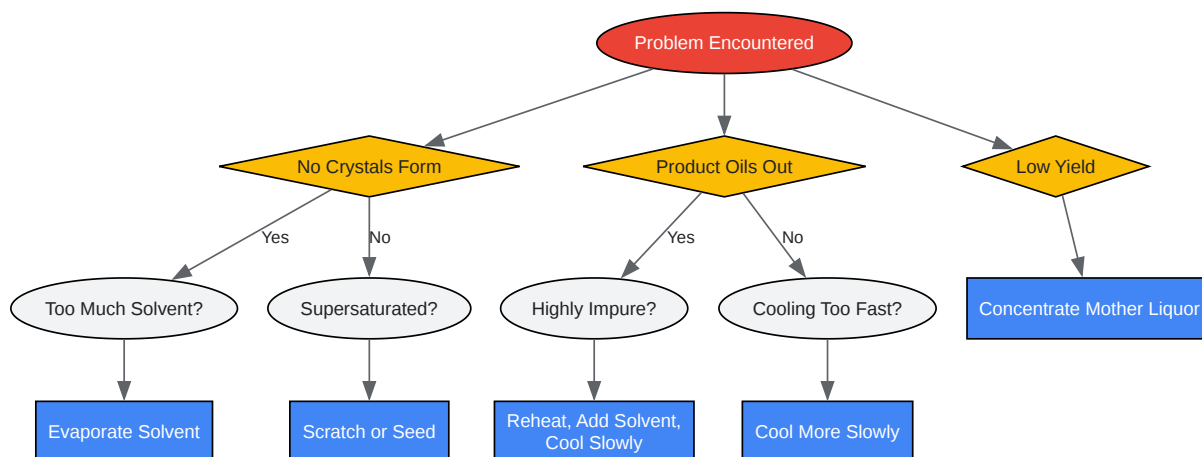 Problem Encountered
No Crystals Form
Product Oils Out
Low Yield
Yes
No
Yes
No
Too Much Solvent?
Supersaturated?
Highly Impure?
Cooling Too Fast?
Concentrate Mother Liquor
Evaporate Solvent
Scratch or Seed
Reheat, Add Solvent,
Cool Slowly
Cool More Slowly